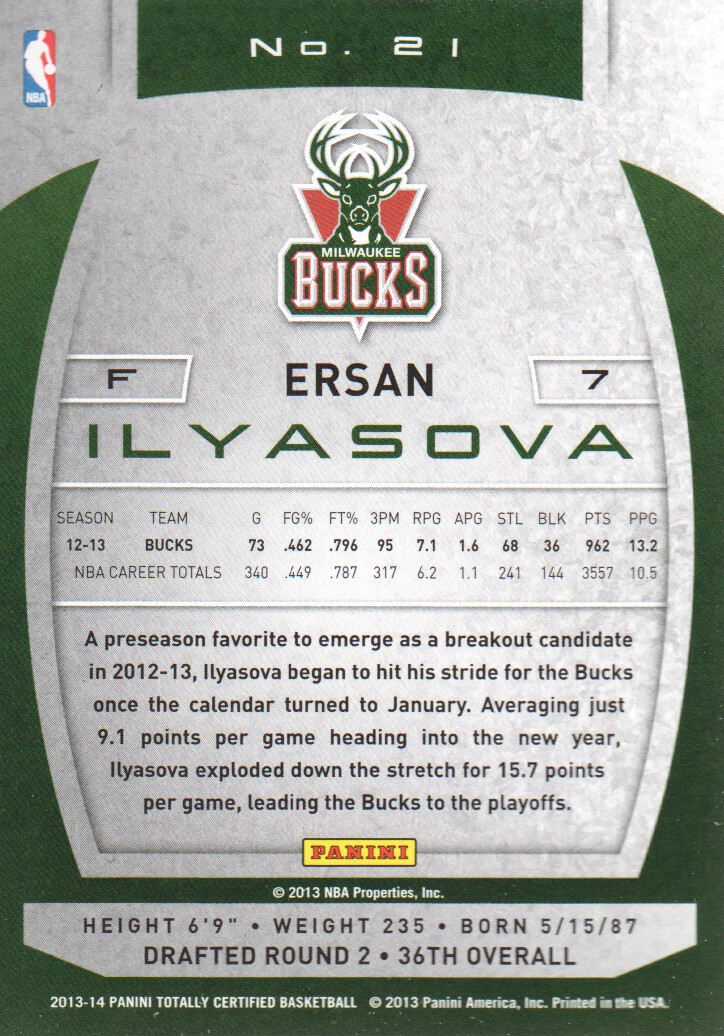 No. 21
NBA
MILWAUKEE
BUCKS
F ERSAN 7
ILYASOVA
SEASON TEAM G FG% FT% 3PM RPG APG STL BLK PTS PPG
12-13 BUCKS 73 .462 .796 95 7.1 1.6 68 36 962 13.2
NBA CAREER TOTALS 340 .449 .787 317 6.2 1.1 241 144 3557 10.5
A preseason favorite to emerge as a breakout candidate
in 2012-13, Ilyasova began to hit his stride for the Bucks
once the calendar turned to January. Averaging just
9.1 points per game heading into the new year,
Ilyasova exploded down the stretch for 15.7 points
per game, leading the Bucks to the playoffs.
PANINI
© 2013 NBA Properties, Inc.
HEIGHT 6'9" • WEIGHT 235 • BORN 5/15/87
DRAFTED ROUND 2 • 36TH OVERALL
2013-14 PANINI TOTALLY CERTIFIED BASKETBALL © 2013 Panini America, Inc. Printed in the USA.